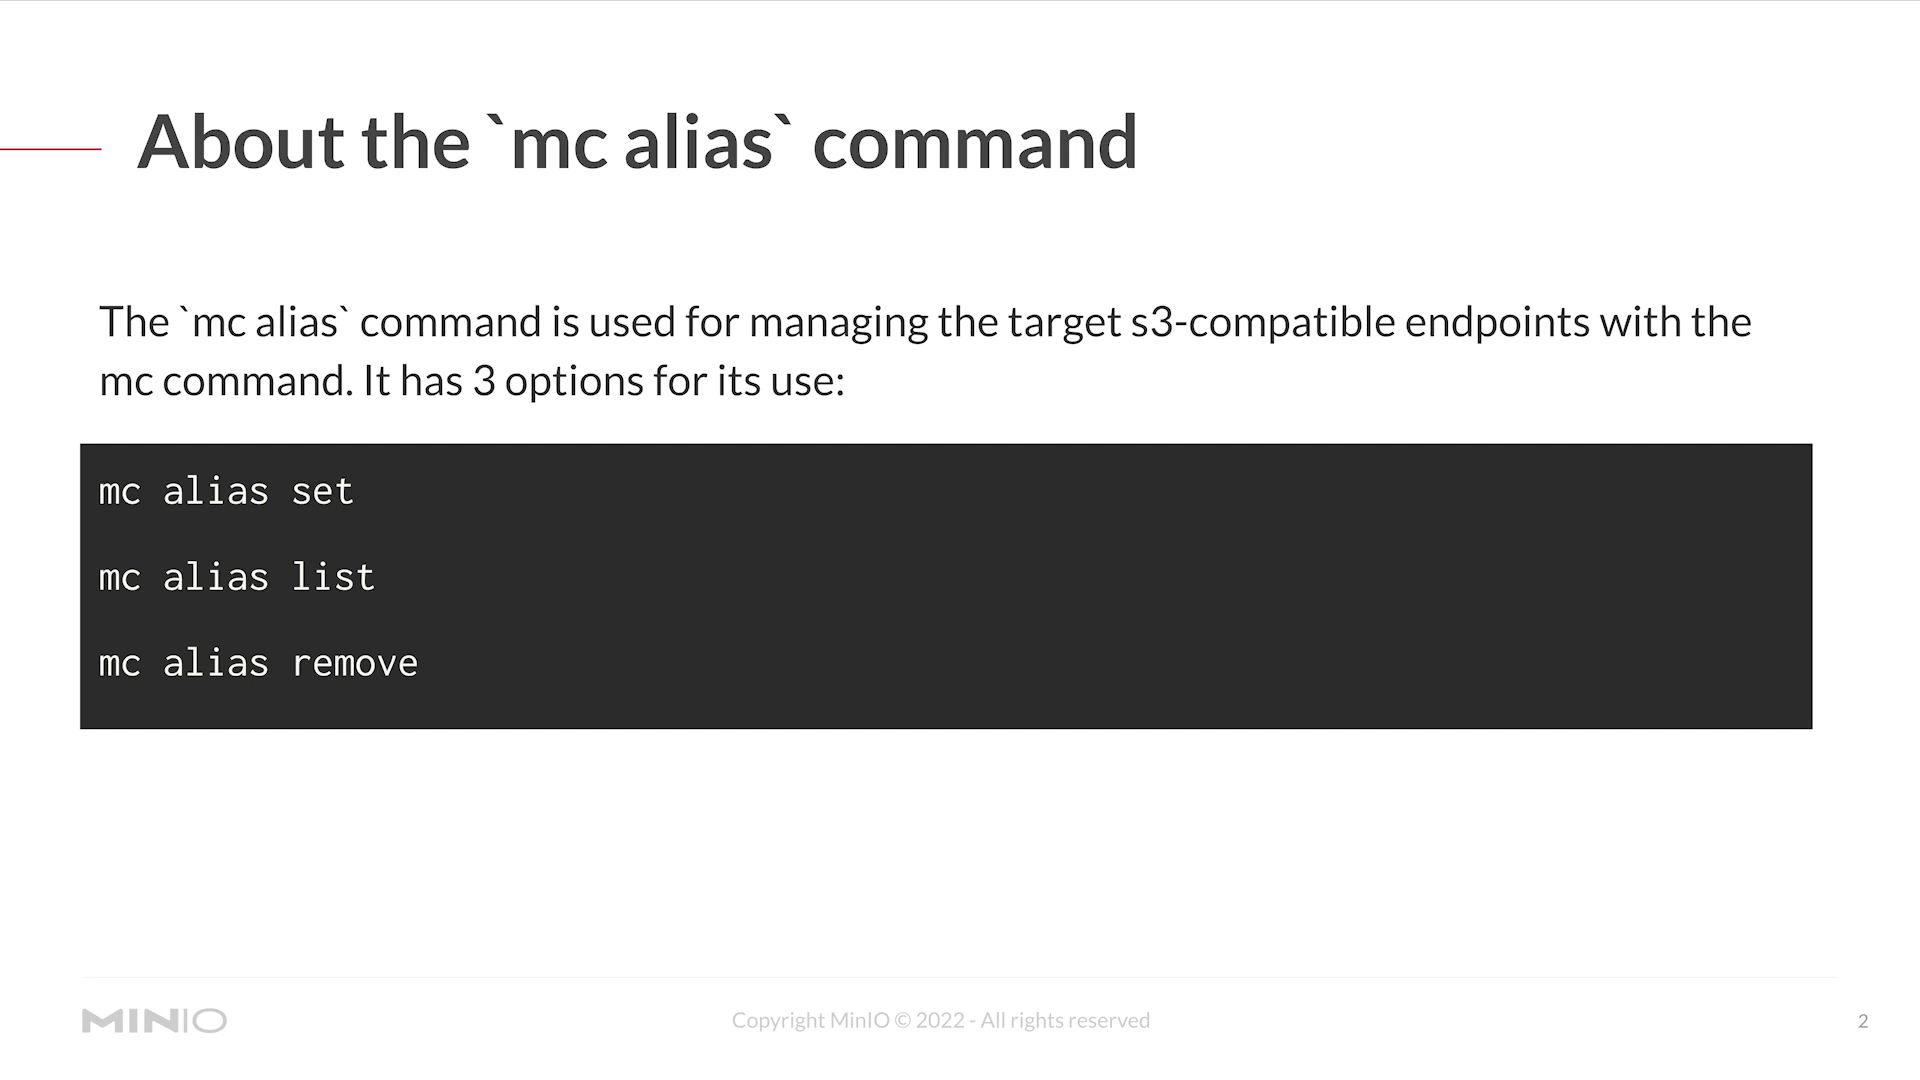 About the `mc alias` command
The `mc alias` command is used for managing the target s3-compatible endpoints with the
mc command. It has 3 options for its use:
mc alias set
mc alias list
mc alias remove
MINIO
Copyright MinIO © 2022 - All rights reserved
2